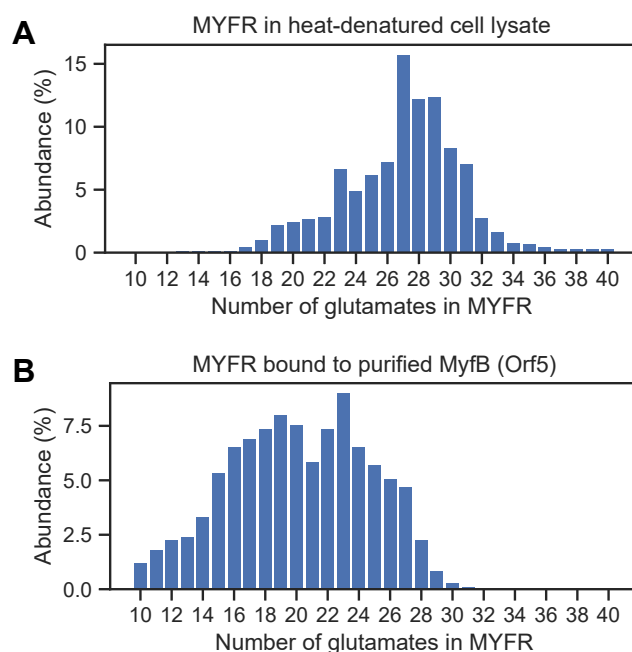 A
MYFR in heat-denatured cell lysate
Abundance (%)
15
10
5
0
10 12 14 16 18 20 22 24 26 28 30 32 34 36 38 40
Number of glutamates in MYFR
B
MYFR bound to purified MyfB (Orf5)
Abundance (%)
7.5
5.0
2.5
0.0
10 12 14 16 18 20 22 24 26 28 30 32 34 36 38 40
Number of glutamates in MYFR